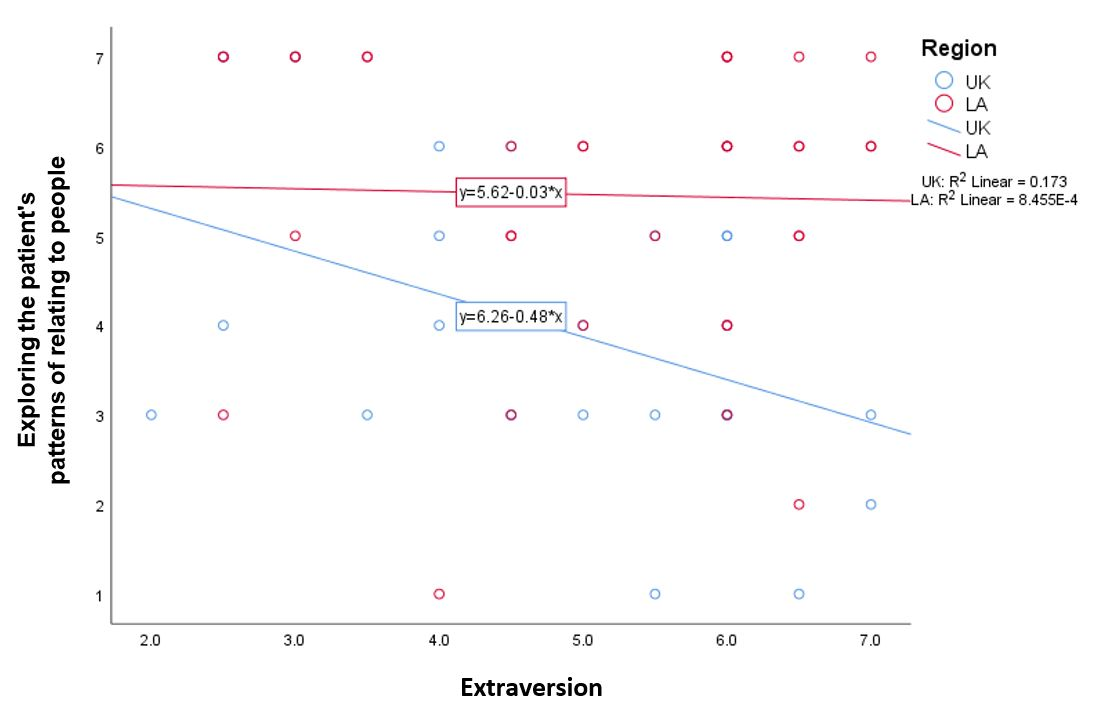 Exploring the patient's
patterns of relating to people
7
6
5
4
3
2
1
y=5.62-0.03*x
y=6.26-0.48*x
2.0 3.0 4.0 5.0 6.0 7.0
Extraversion
Region
UK
LA
UK
LA
UK: R2 Linear = 0.173
LA: R2 Linear = 8.455E-4